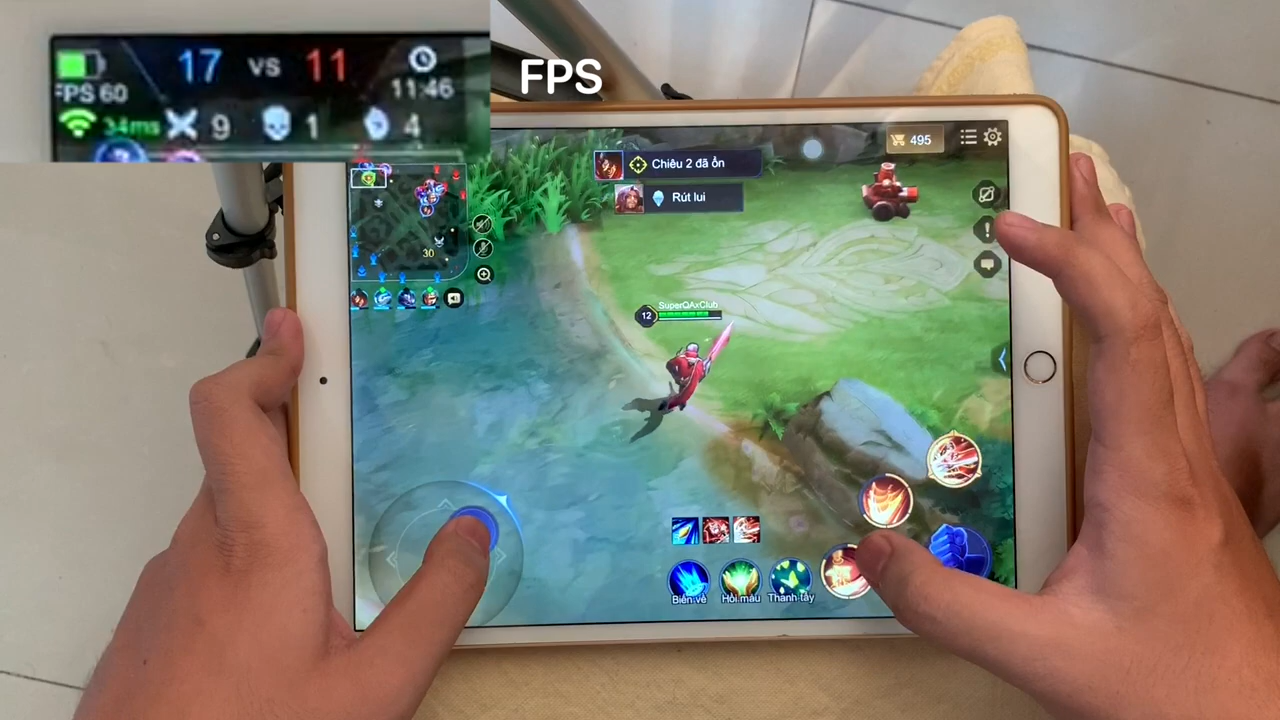 17 vs 11
FPS 60
11:46
34ms 9 1 4
FPS
495
Chiêu 2 đã ổn
Rút lui
30
SuperQAxClub
12
Biến về Hồi máu Thanh tẩy